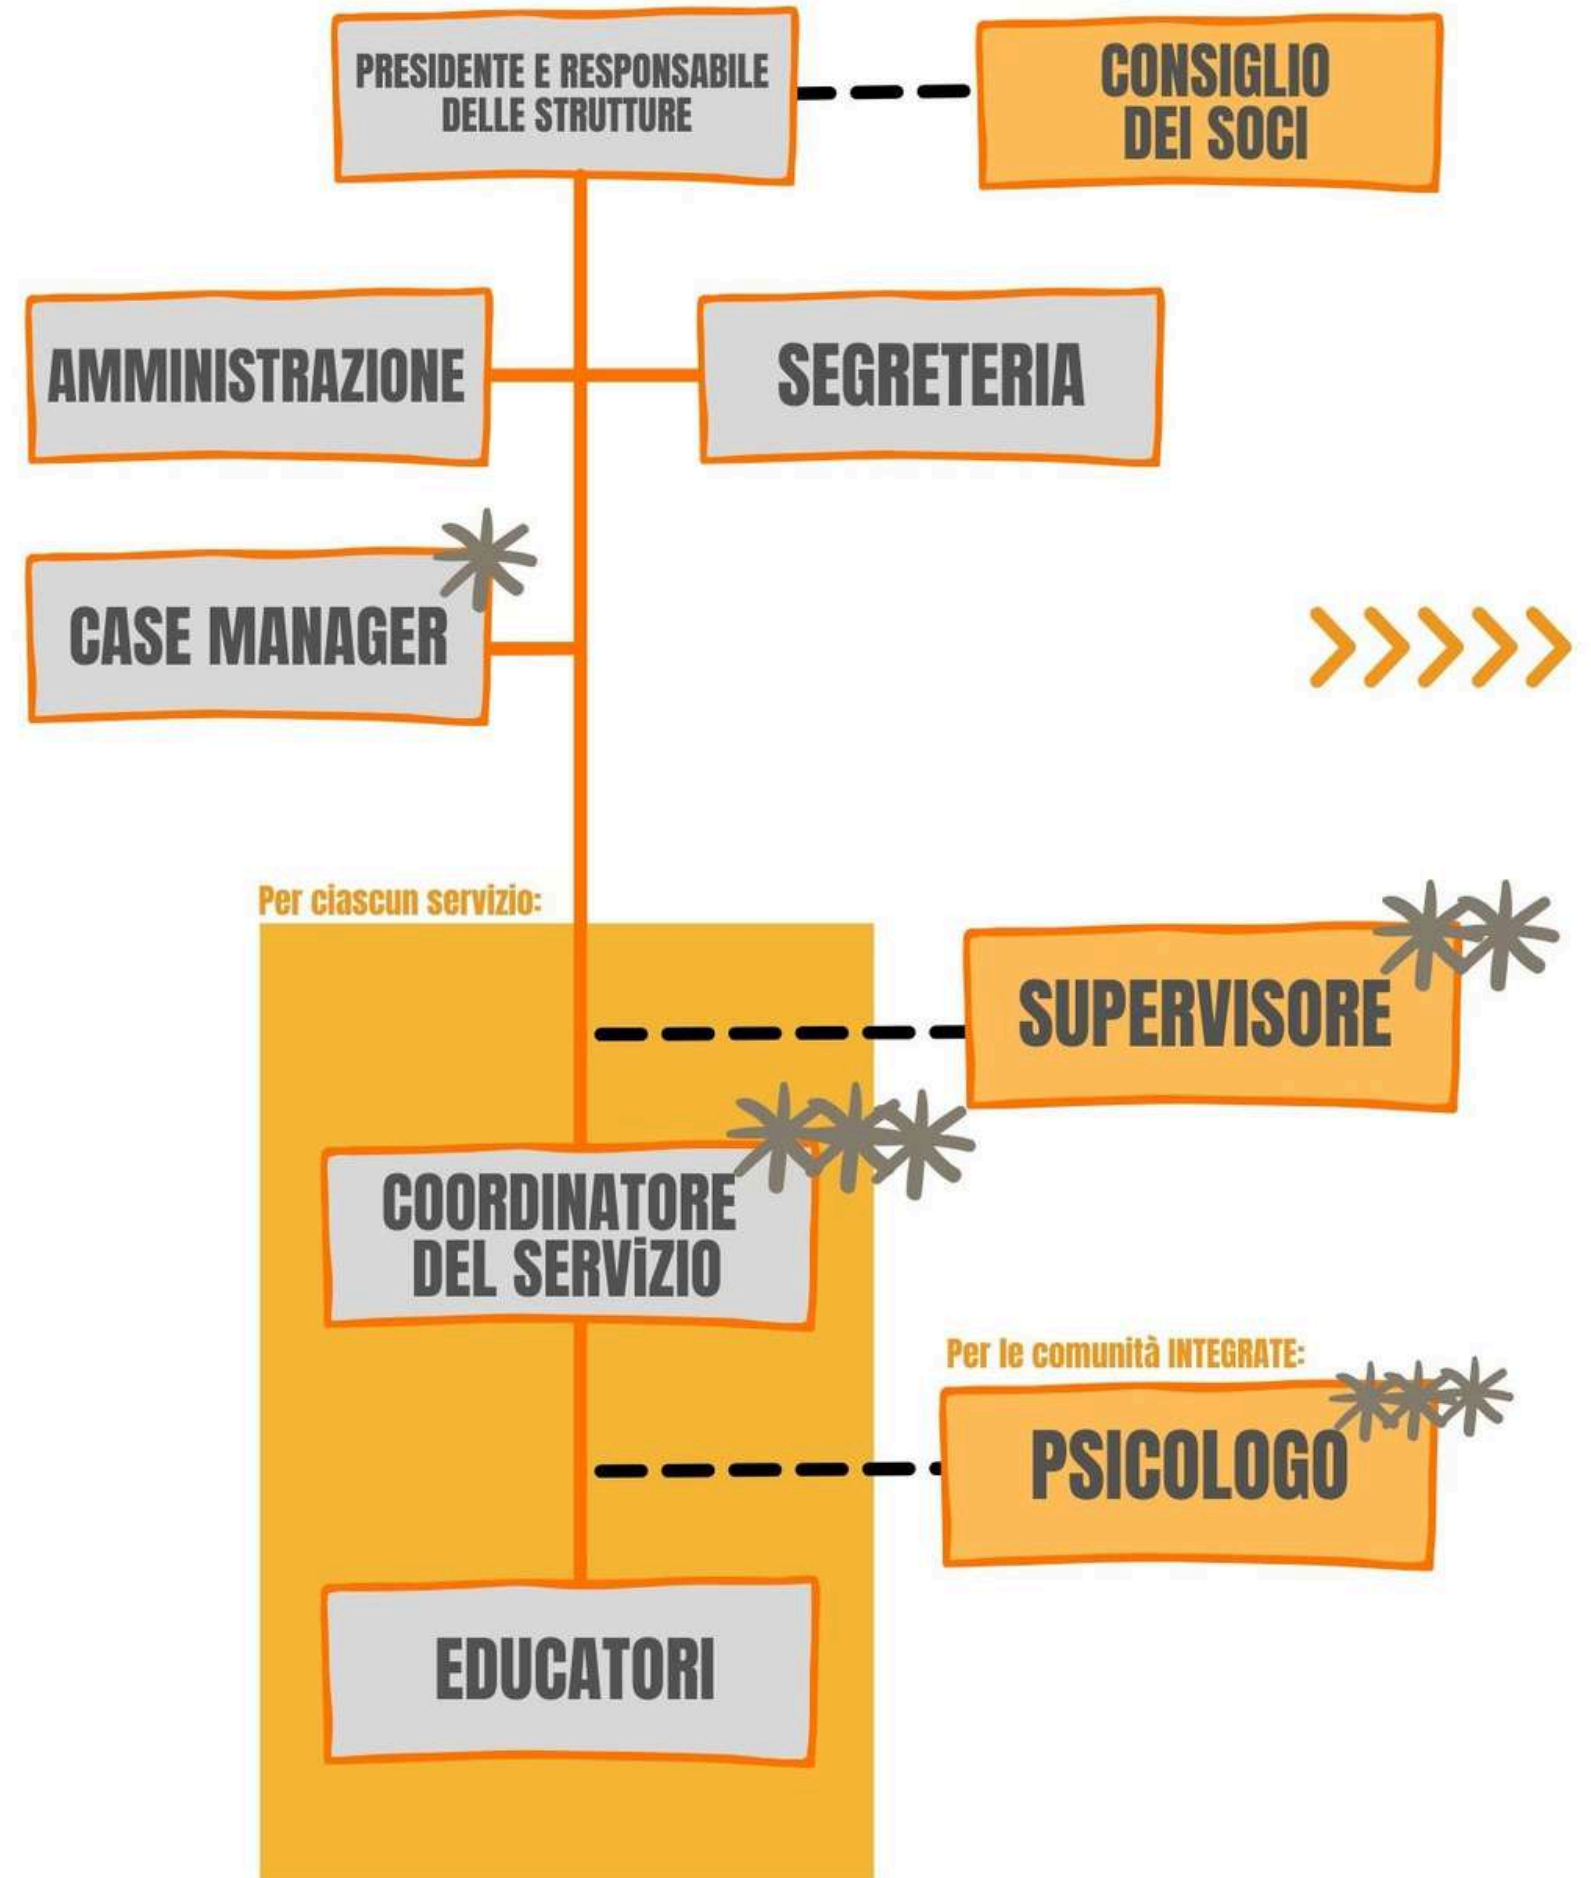 PRESIDENTE E RESPONSABILE
DELLE STRUTTURE
CONSIGLIO
DEI SOCI
AMMINISTRAZIONE
SEGRETERIA
CASE MANAGER
Per ciascun servizio:
SUPERVISORE
COORDINATORE
DEL SERViZIO
Per le comunità INTEGRATE:
PSICOLOGO
EDUCATORI